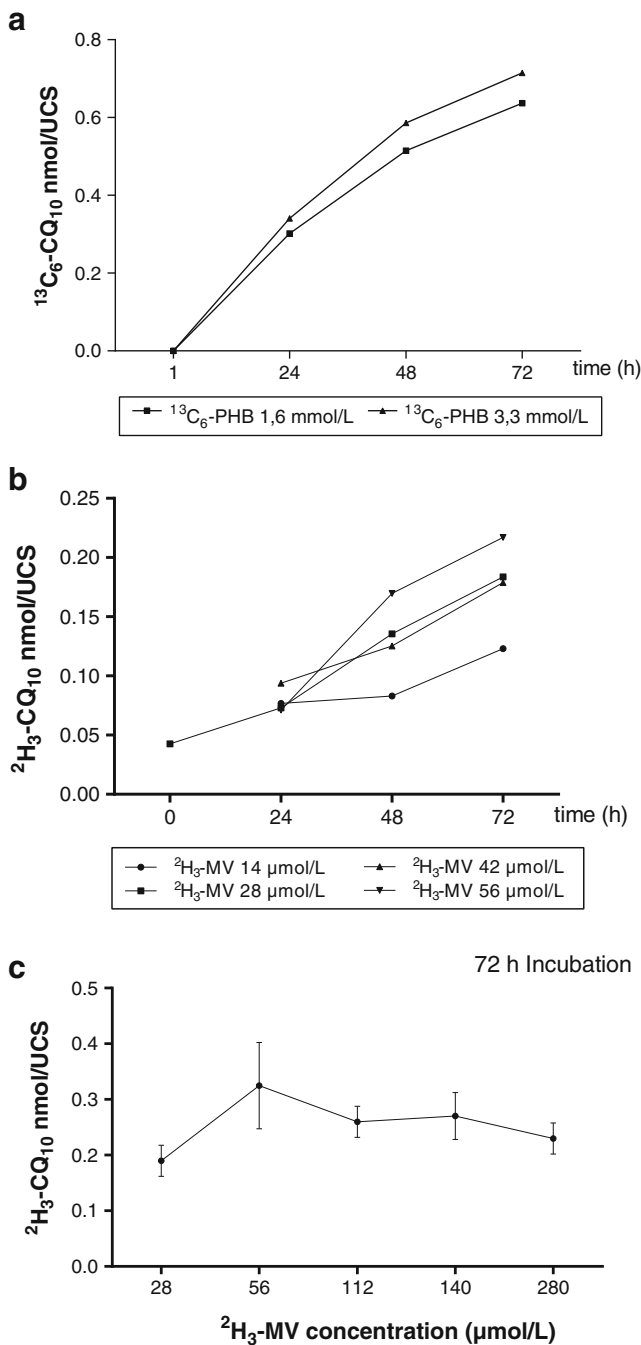 a
¹³C₆-CQ₁₀ nmol/UCS
0.8
0.6
0.4
0.2
0.0
1 24 48 72 time (h)
¹³C₆-PHB 1,6 mmol/L ¹³C₆-PHB 3,3 mmol/L
b
²H₃-CQ₁₀ nmol/UCS
0.25
0.20
0.15
0.10
0.05
0.00
0 24 48 72 time (h)
²H₃-MV 14 µmol/L ²H₃-MV 42 µmol/L
²H₃-MV 28 µmol/L ²H₃-MV 56 µmol/L
c
72 h Incubation
²H₃-CQ₁₀ nmol/UCS
0.5
0.4
0.3
0.2
0.1
0.0
28 56 112 140 280
²H₃-MV concentration (µmol/L)